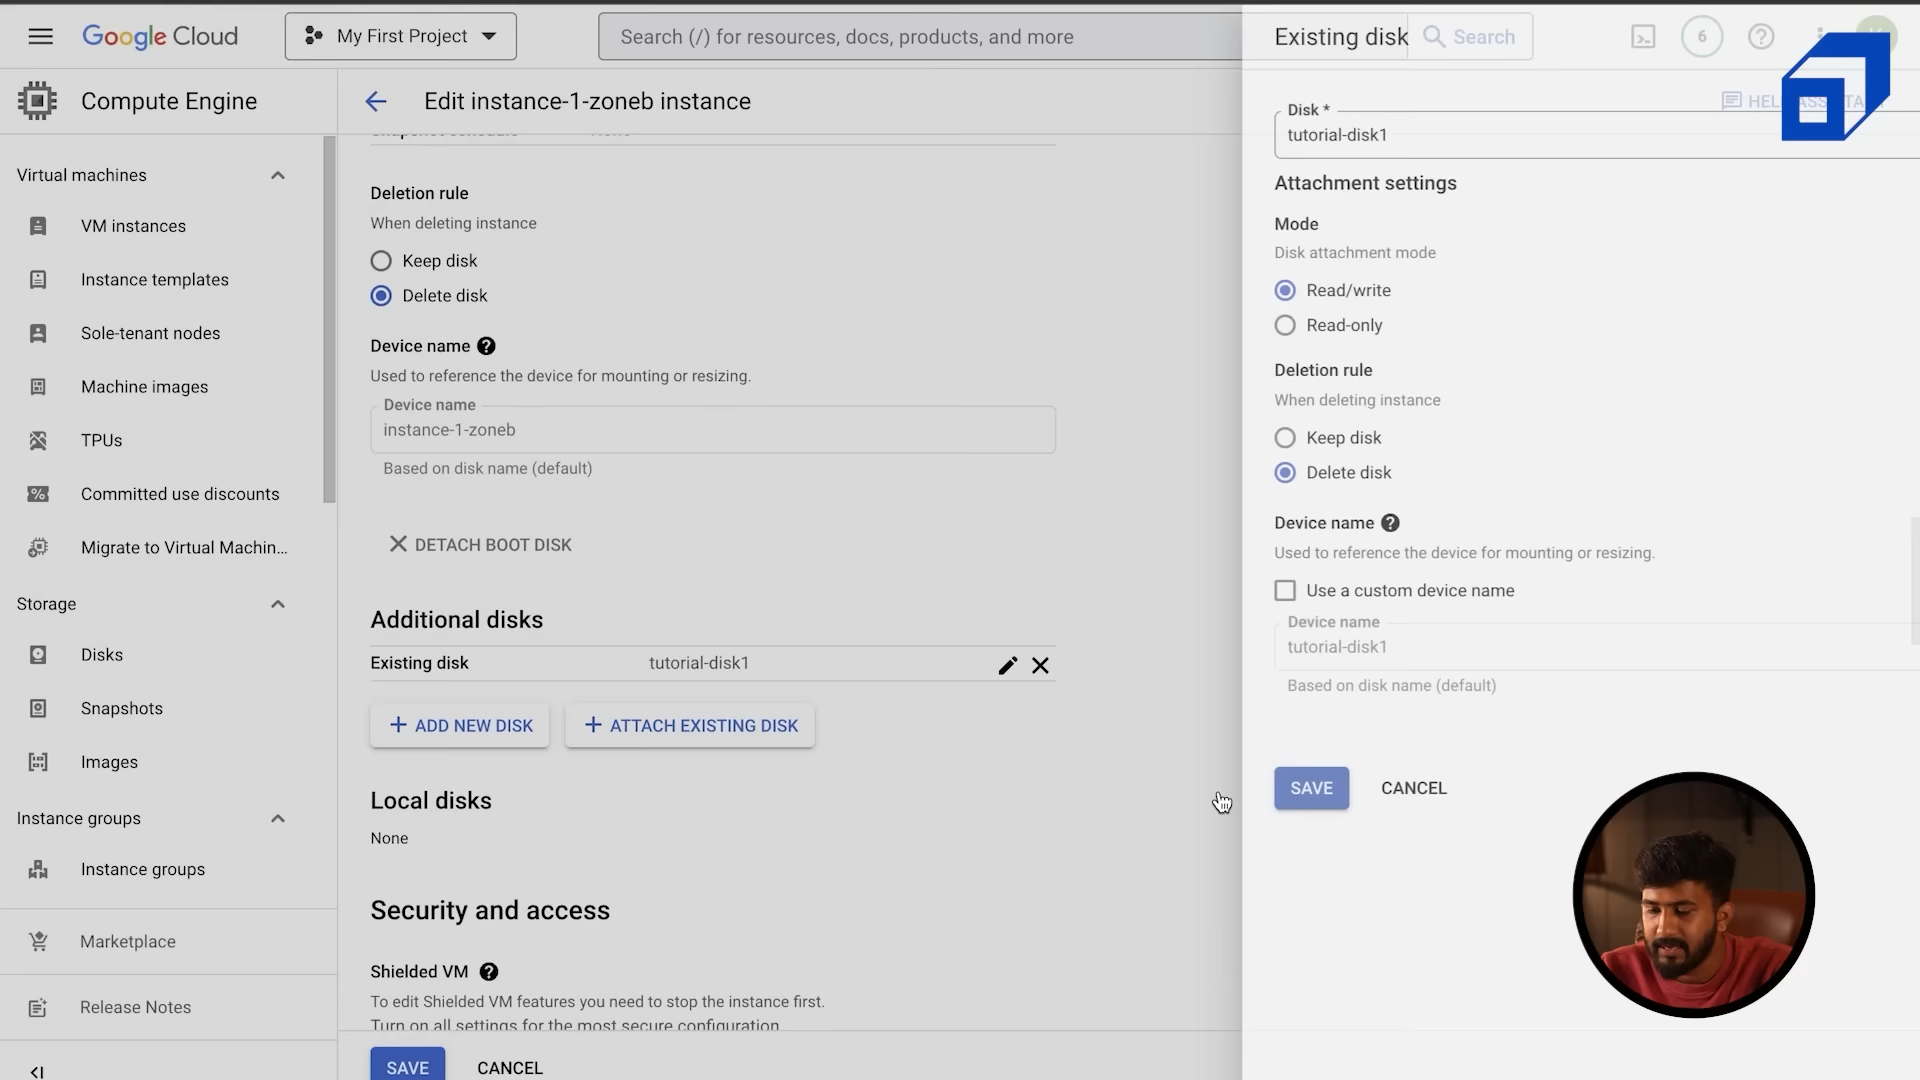 Google Cloud
My First Project
Search (/) for resources, docs, products, and more
Existing disk
Search
6
Compute Engine
Edit instance-1-zoneb instance
Virtual machines
VM instances
Instance templates
Sole-tenant nodes
Machine images
TPUs
Committed use discounts
Migrate to Virtual Machin...
Storage
Disks
Snapshots
Images
Instance groups
Instance groups
Marketplace
Release Notes
Deletion rule
When deleting instance
Keep disk
Delete disk
Device name
Used to reference the device for mounting or resizing.
Device name
instance-1-zoneb
Based on disk name (default)
DETACH BOOT DISK
Additional disks
Existing disk tutorial-disk1
+ ADD NEW DISK
+ ATTACH EXISTING DISK
Local disks
None
Security and access
Shielded VM
To edit Shielded VM features you need to stop the instance first.
Turn on all settings for the most secure configuration
SAVE
CANCEL
Disk *
tutorial-disk1
Attachment settings
Mode
Disk attachment mode
Read/write
Read-only
Deletion rule
When deleting instance
Keep disk
Delete disk
Device name
Used to reference the device for mounting or resizing.
Use a custom device name
Device name
tutorial-disk1
Based on disk name (default)
SAVE
CANCEL